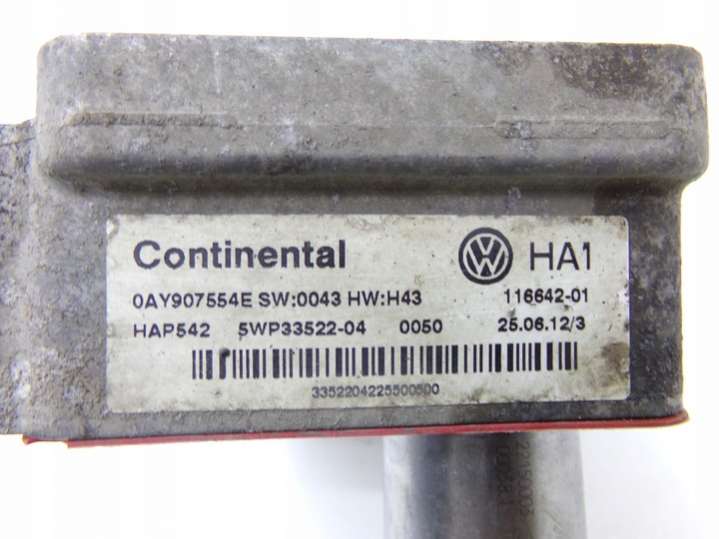 Continental HA1
0AY907554E SW:0043 HW:H43 116642-01
HAP542 5WP33522-04 0050 25.06.12/3
3352204225500500